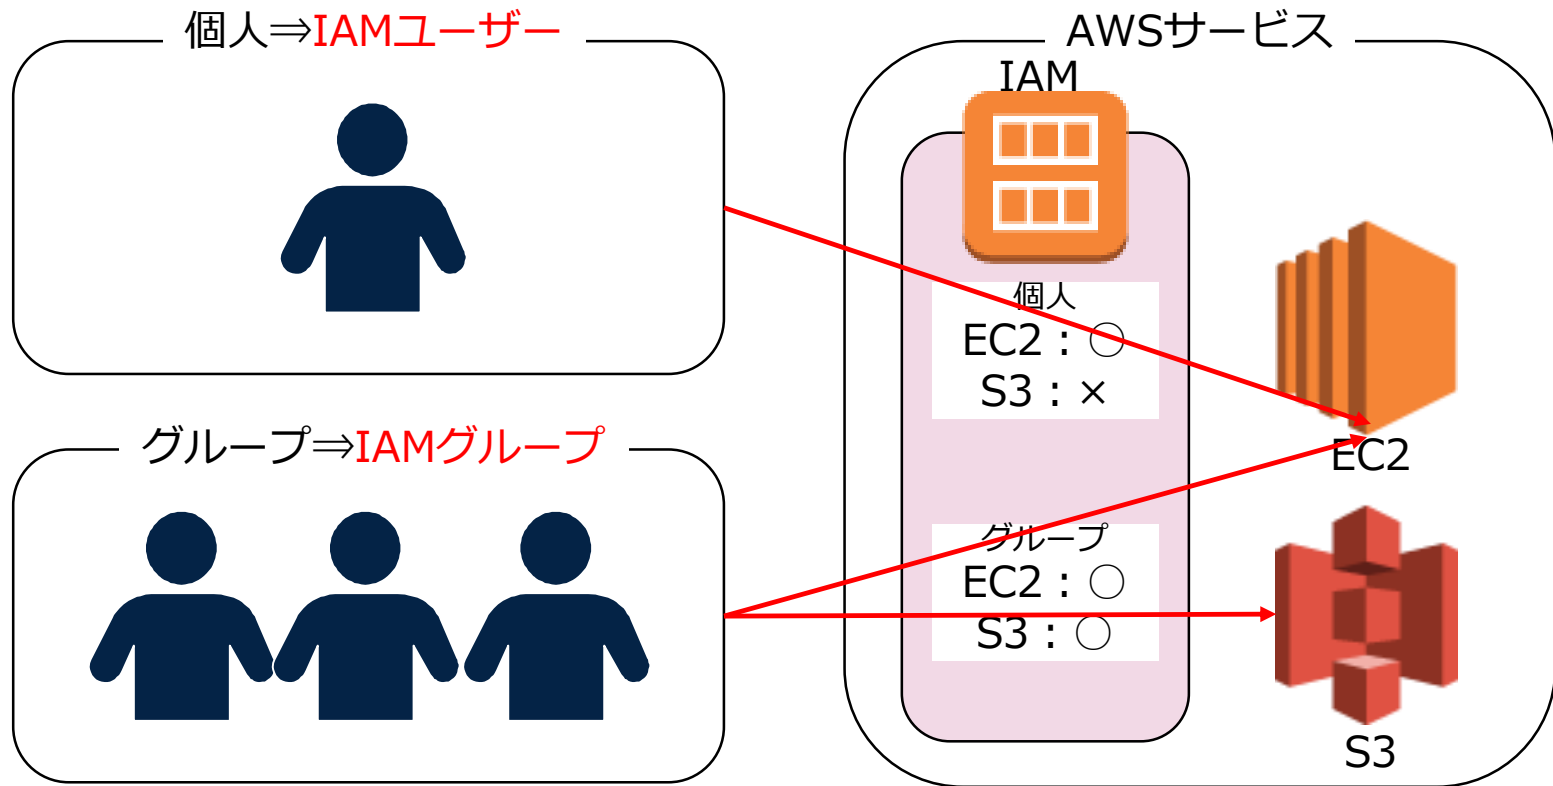 個人⇒IAMユーザー
グループ⇒IAMグループ
AWSサービス
IAM
個人
EC2：○
S3：×
グループ
EC2：○
S3：○
EC2
S3